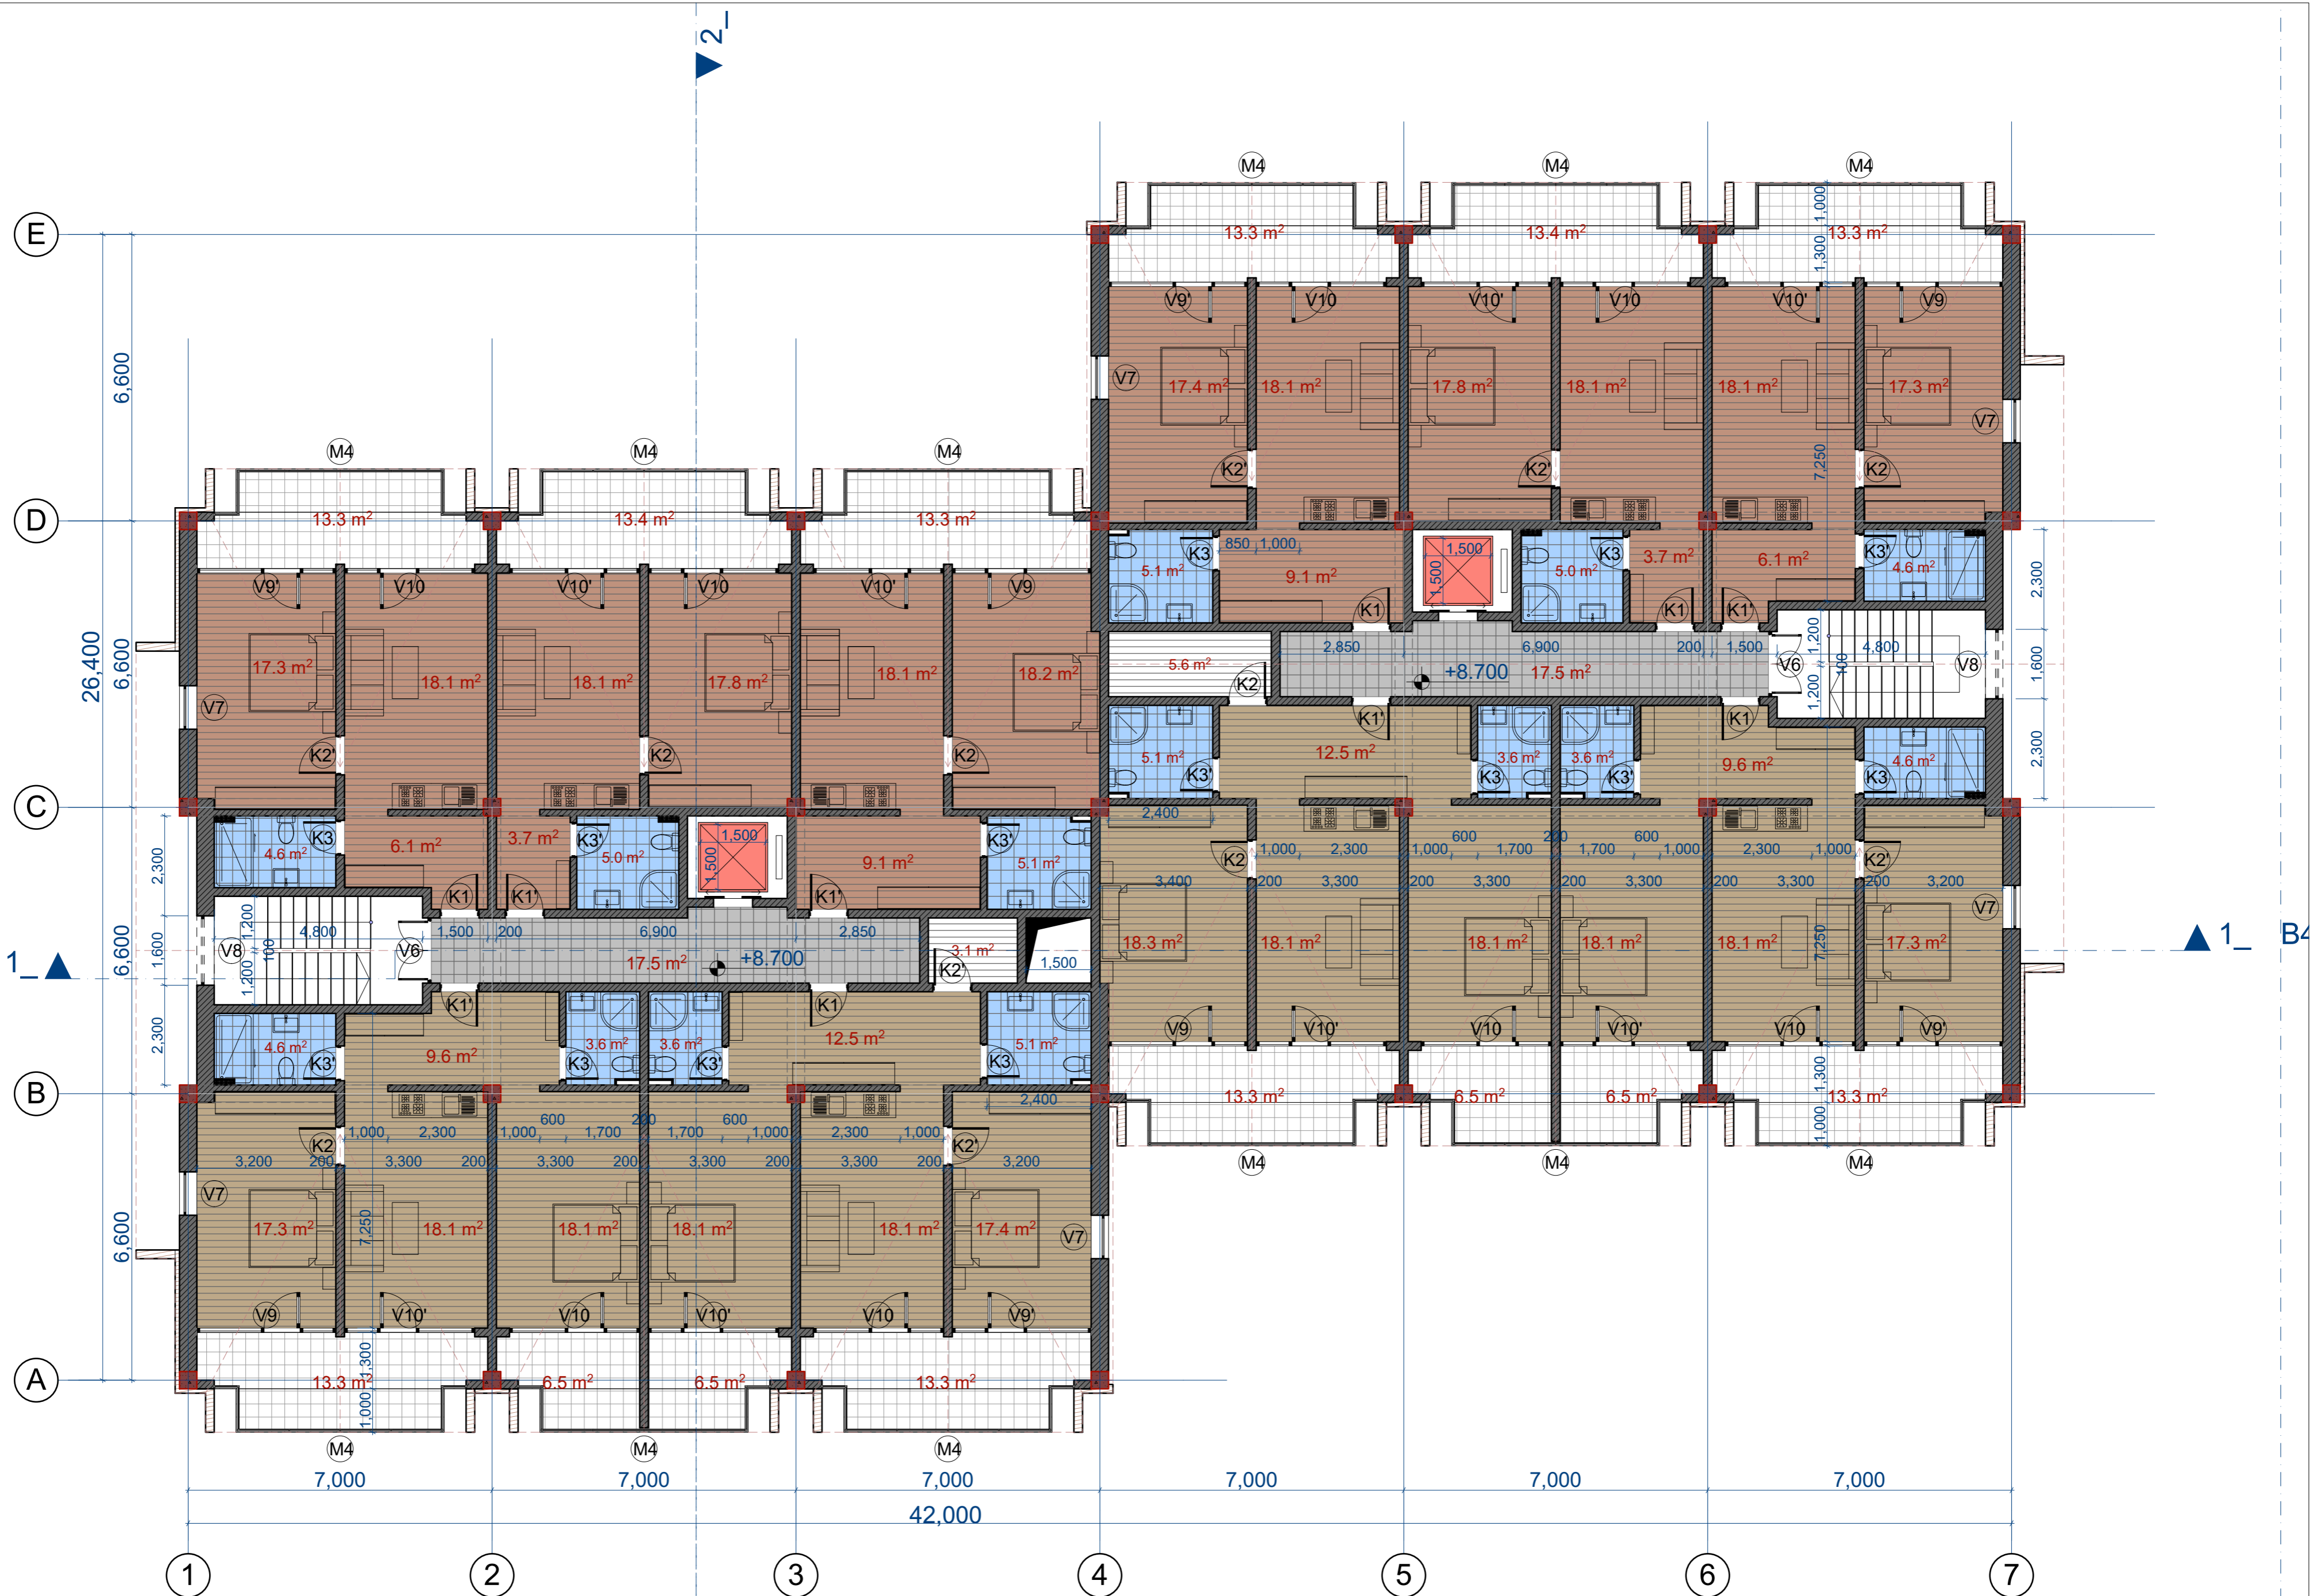 2_I
M4 M4 M4
E
1,000
13.3 m² 13.4 m² 13.3 m²
1,300
V9' V10 V10' V10 V10' V9
6,600
V7 17.4 m² 18.1 m² 17.8 m² 18.1 m² 18.1 m² 17.3 m²
V7
M4 M4 M4
K2' K2' 7,250 K2
D
13.3 m² 13.4 m² 13.3 m²
K3 850 1,000 1,500 K3 3.7 m² 6.1 m² K3' 4.6 m²
5.1 m² 9.1 m² 1,500 5.0 m² 2,300
V9' V10 V10' V10 V10' V9
K1 K1 K1'
26,400 6,600
2,850 6,900 200 1,500 1,200 4,800
17.3 m² 18.1 m² 18.1 m² 17.8 m² 18.1 m² 18.2 m² 5.6 m² K2 +8.700 17.5 m² V6 100 V8 1,600
1,200
V7 K1' K1
K2' K2 K2 5.1 m² K3' 12.5 m² K3 3.6 m² 3.6 m² K3' 9.6 m² K3 4.6 m² 2,300
C
2,400
K3 6.1 m² 3.7 m² K3' 5.0 m² 1,500 9.1 m² K3' 5.1 m²
4.6 m² 1,500
2,300
600 200 600
K2 1,000 2,300 1,000 1,700 1,700 1,000 2,300 1,000 K2'
3,400 200 3,300 200 3,300 200 3,300 200 3,300 200 3,200
K1 K1' K1' V7
1,200 4,800 1,500 200 6,900 2,850
6,600 1,600 V8 100 V6 17.5 m² +8.700 3.1 m² K2' 1,500
1,200
18.3 m² 18.1 m² 18.1 m² 18.1 m² 18.1 m² 7,250 17.3 m²
1_ 1_ B4
K1' K1
V9 V10' V10 V10' V10 V9'
2,300 4.6 m² K3' 9.6 m² K3 3.6 m² 3.6 m² K3' 12.5 m² K3 5.1 m²
1,300
B
13.3 m² 6.5 m² 6.5 m² 13.3 m²
1,000
2,400
600 200 600
K2 1,000 2,300 1,000 1,700 1,700 1,000 2,300 1,000 K2'
3,200 200 3,300 200 3,300 200 3,300 200 3,300 200 3,200
M4 M4 M4
V7 V7
6,600
17.3 m² 7,250 18.1 m² 18.1 m² 18.1 m² 18.1 m² 17.4 m²
V9 V10' V10 V10' V10 V9'
1,300
A
13.3 m² 6.5 m² 6.5 m² 13.3 m²
1,000
M4 M4 M4
7,000 7,000 7,000 7,000 7,000 7,000
42,000
1 2 3 4 5 6 7